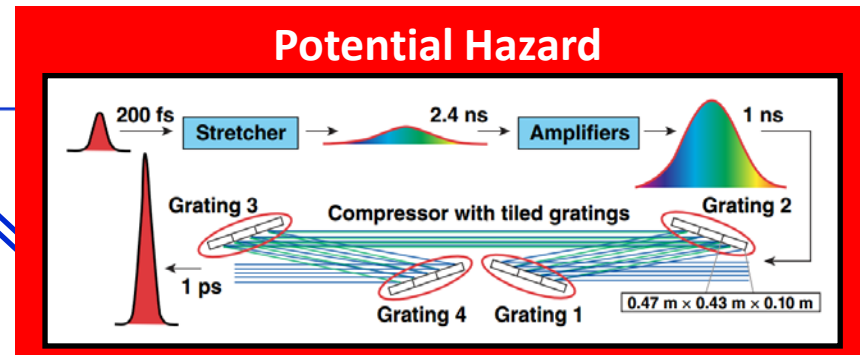 Potential Hazard
200 fs
Stretcher
2.4 ns
Amplifiers
1 ns
Grating 3
Compressor with tiled gratings
Grating 2
1 ps
Grating 4
Grating 1
0.47 m × 0.43 m × 0.10 m